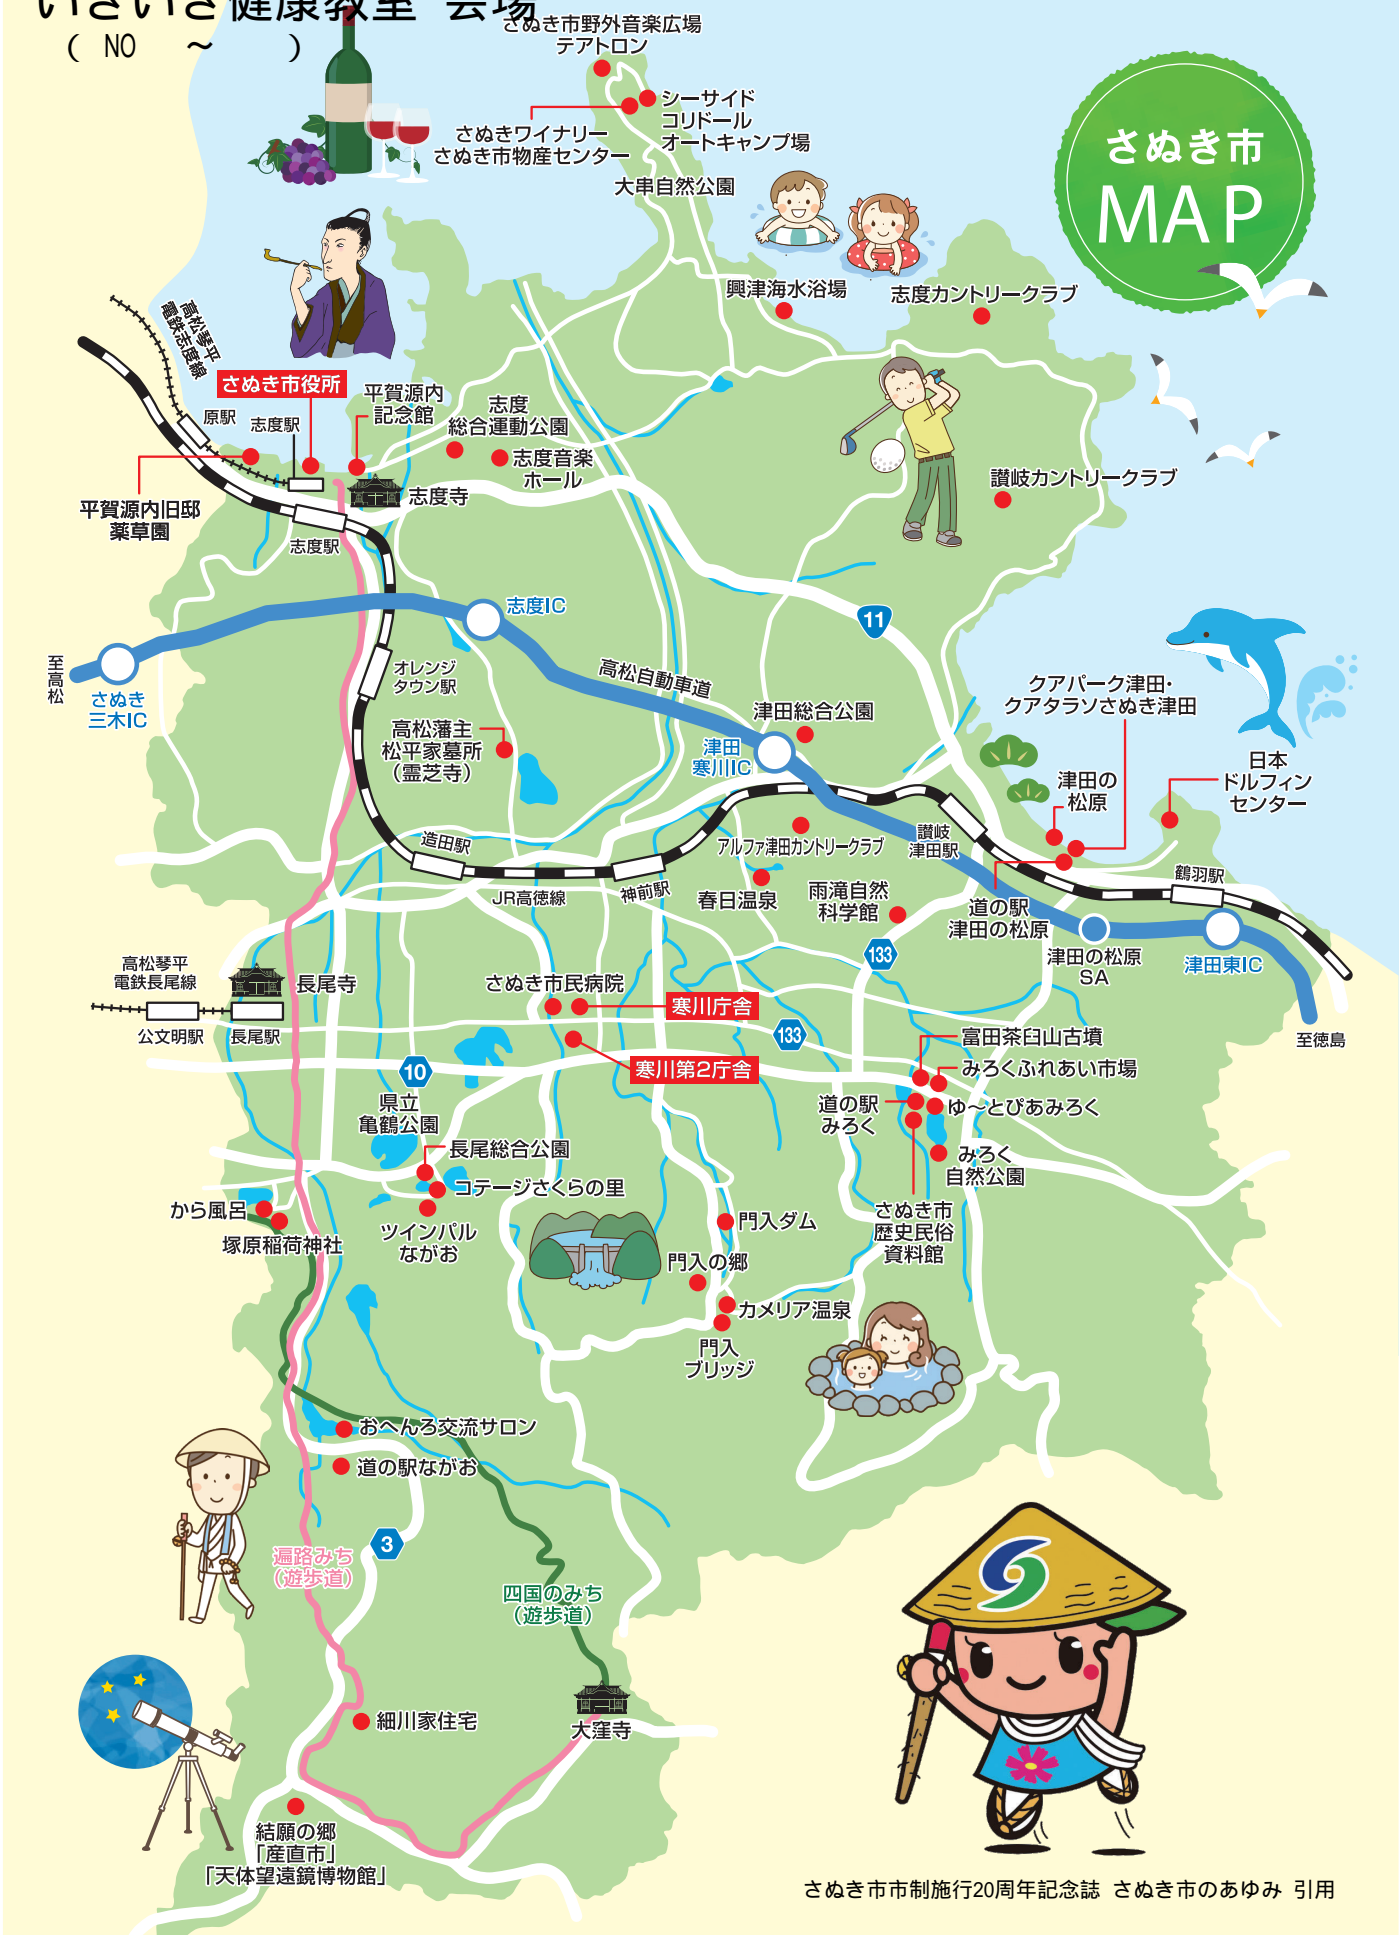 いきいき健康教室 会場
( NO ～ )
さぬき市野外音楽広場
テアトロン
シーサイド
コリドール
オートキャンプ場
さぬきワイナリー
さぬき市物産センター
大串自然公園
さぬき市
MAP
興津海水浴場
志度カントリークラブ
高松琴平
電鉄志度線
さぬき市役所
平賀源内
記念館
原駅
志度駅
志度
総合運動公園
志度音楽
ホール
讃岐カントリークラブ
平賀源内旧邸
薬草園
志度寺
志度駅
志度IC
11
至高松
さぬき
三木IC
オレンジ
タウン駅
高松自動車道
クアパーク津田・
クアタラソさぬき津田
高松藩主
松平家墓所
（霊芝寺）
津田総合公園
津田
寒川IC
日本
ドルフィン
センター
津田の
松原
造田駅
アルファ津田カントリークラブ
讃岐
津田駅
JR高徳線
神前駅
春日温泉
雨滝自然
科学館
鶴羽駅
道の駅
津田の松原
133
津田の松原
SA
津田東IC
高松琴平
電鉄長尾線
長尾寺
さぬき市民病院
寒川庁舎
公文明駅
長尾駅
133
至徳島
富田茶臼山古墳
寒川第2庁舎
みろくふれあい市場
10
県立
亀鶴公園
道の駅
みろく
ゆ～とぴあみろく
長尾総合公園
みろく
自然公園
コテージさくらの里
から風呂
塚原稲荷神社
ツインパル
ながお
門入ダム
さぬき市
歴史民俗
資料館
門入の郷
カメリア温泉
門入
ブリッジ
おへんろ交流サロン
道の駅ながお
3
遍路みち
（遊歩道）
四国のみち
（遊歩道）
細川家住宅
大窪寺
結願の郷
「産直市」
「天体望遠鏡博物館」
さぬき市市制施行20周年記念誌 さぬき市のあゆみ 引用